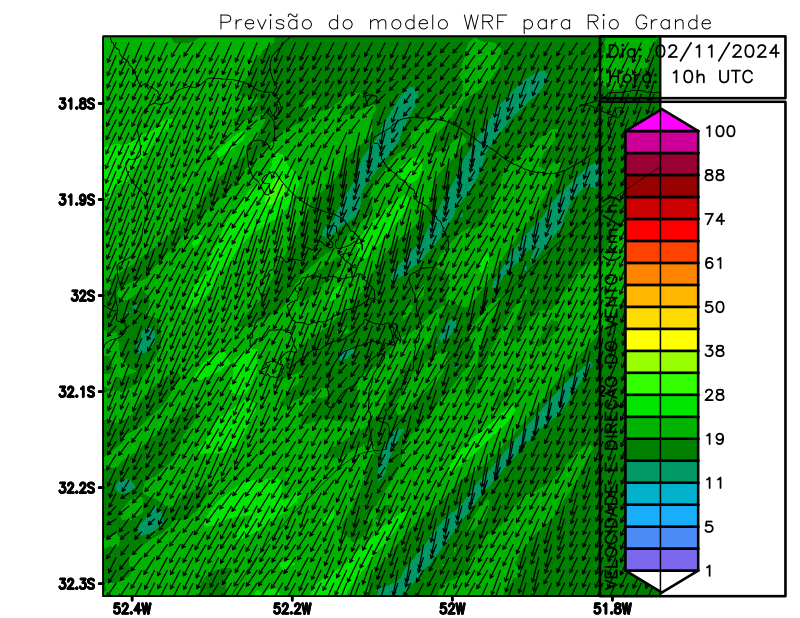 Previsão do modelo WRF para Rio Grande
Dia: 02/11/2024
Hora: 10h UTC
31.8S
31.9S
32S
32.1S
32.2S
32.3S
52.4W
52.2W
52W
51.8W
VELOCIDADE E DIREÇÃO DO VENTO (km/h)
100
88
74
61
50
38
28
19
11
5
1